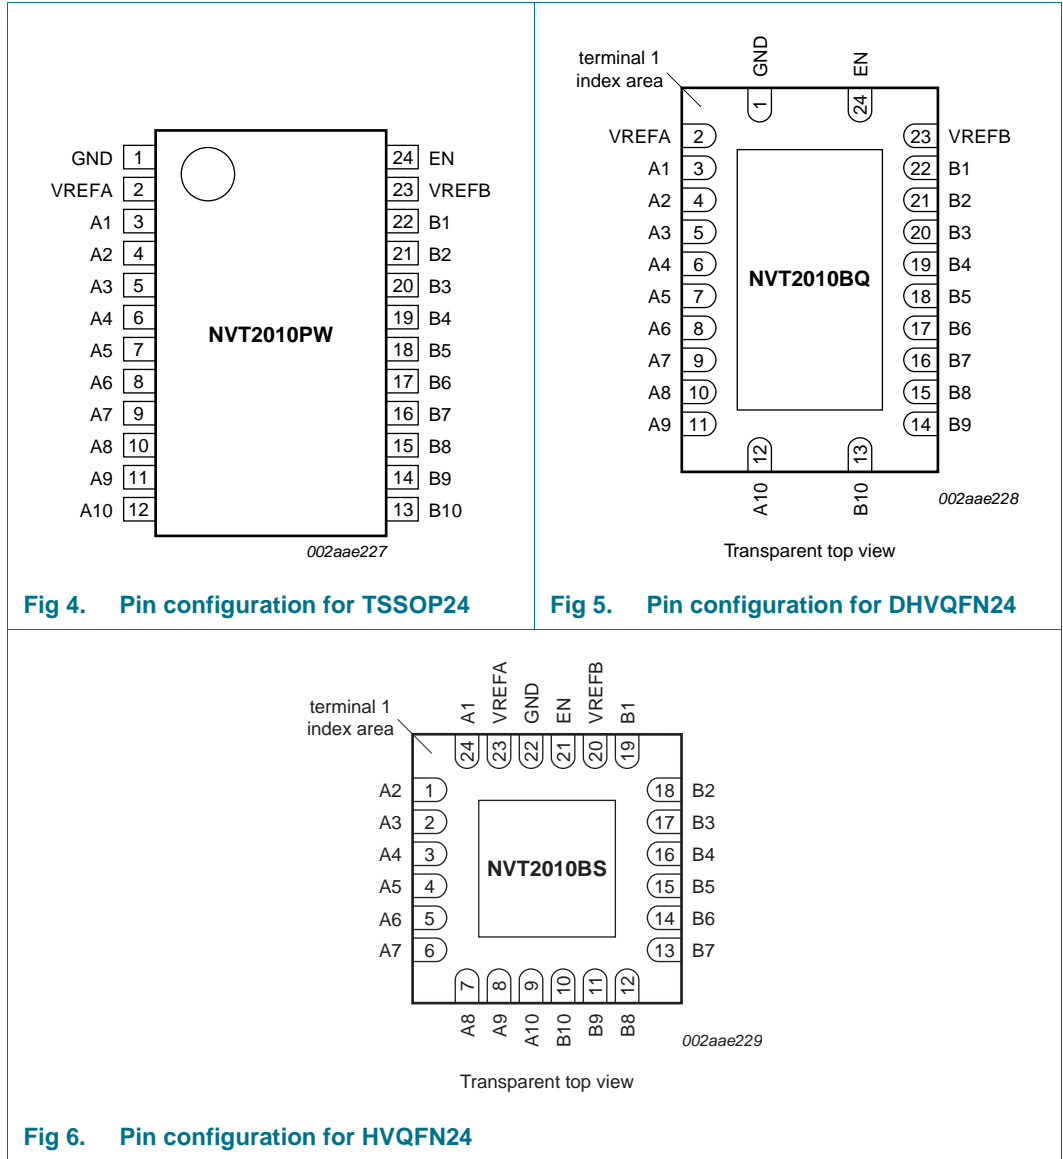 GND 1
VREFA 2
A1 3
A2 4
A3 5
A4 6
A5 7
A6 8
A7 9
A8 10
A9 11
A10 12
NVT2010PW
24 EN
23 VREFB
22 B1
21 B2
20 B3
19 B4
18 B5
17 B6
16 B7
15 B8
14 B9
13 B10
002aae227
Fig 4. Pin configuration for TSSOP24
terminal 1
index area
GND
1
EN
24
VREFA 2
A1 3
A2 4
A3 5
A4 6
A5 7
A6 8
A7 9
A8 10
A9 11
NVT2010BQ
23 VREFB
22 B1
21 B2
20 B3
19 B4
18 B5
17 B6
16 B7
15 B8
14 B9
12
A10
13
B10
002aae228
Transparent top view
Fig 5. Pin configuration for DHVQFN24
terminal 1
index area
A1
24
VREFA
23
GND
22
EN
21
VREFB
20
B1
19
A2 1
A3 2
A4 3
A5 4
A6 5
A7 6
NVT2010BS
18 B2
17 B3
16 B4
15 B5
14 B6
13 B7
7
A8
8
A9
9
A10
10
B10
11
B9
12
B8
002aae229
Transparent top view
Fig 6. Pin configuration for HVQFN24